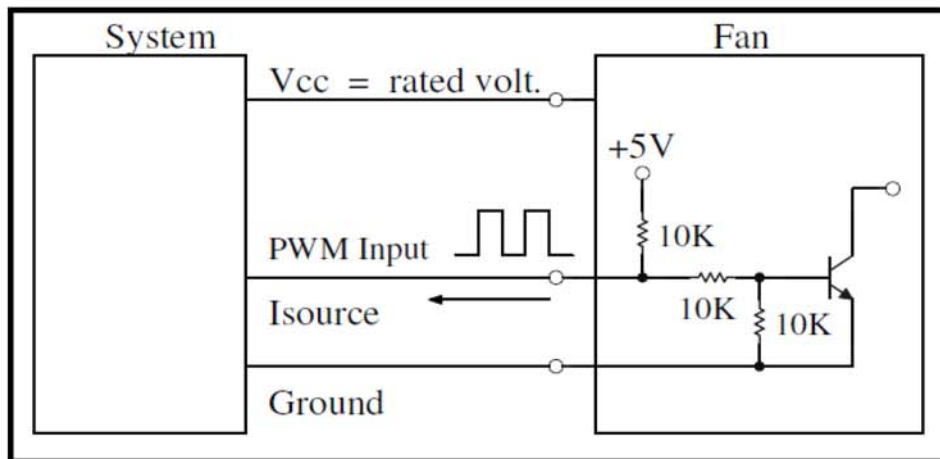 System
Fan
Vcc = rated volt.
+5V
10K
PWM Input
10K
10K
Isource
Ground